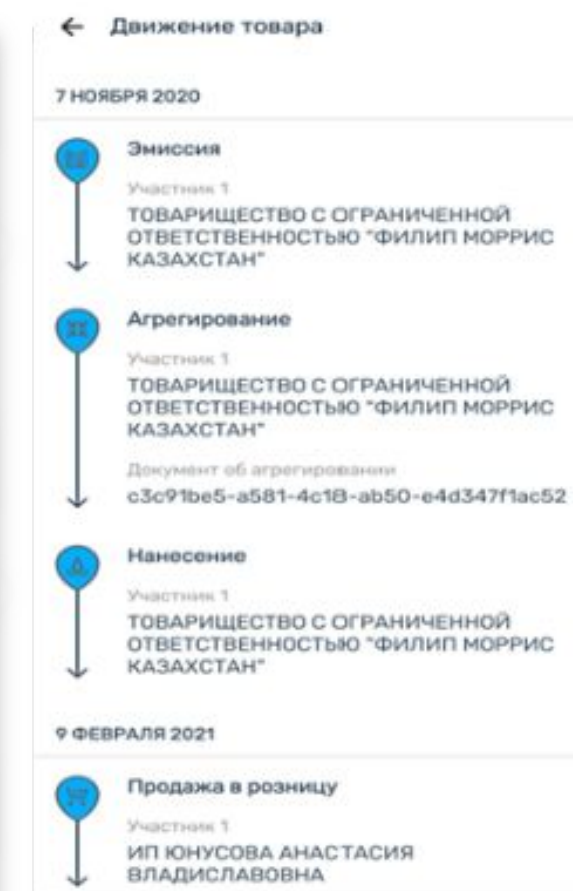 Движение товара
7 НОЯБРЯ 2020
Эмиссия
Участник 1
ТОВАРИЩЕСТВО С ОГРАНИЧЕННОЙ
ОТВЕТСТВЕННОСТЬЮ "ФИЛИП МОРРИС
КАЗАХСТАН"
Агрегирование
Участник 1
ТОВАРИЩЕСТВО С ОГРАНИЧЕННОЙ
ОТВЕТСТВЕННОСТЬЮ "ФИЛИП МОРРИС
КАЗАХСТАН"
Документ об агрегировании
c3c91be5-a581-4c18-ab50-e4d347f1ac52
Нанесение
Участник 1
ТОВАРИЩЕСТВО С ОГРАНИЧЕННОЙ
ОТВЕТСТВЕННОСТЬЮ "ФИЛИП МОРРИС
КАЗАХСТАН"
9 ФЕВРАЛЯ 2021
Продажа в розницу
Участник 1
ИП ЮНУСОВА АНАСТАСИЯ
ВЛАДИСЛАВОВНА